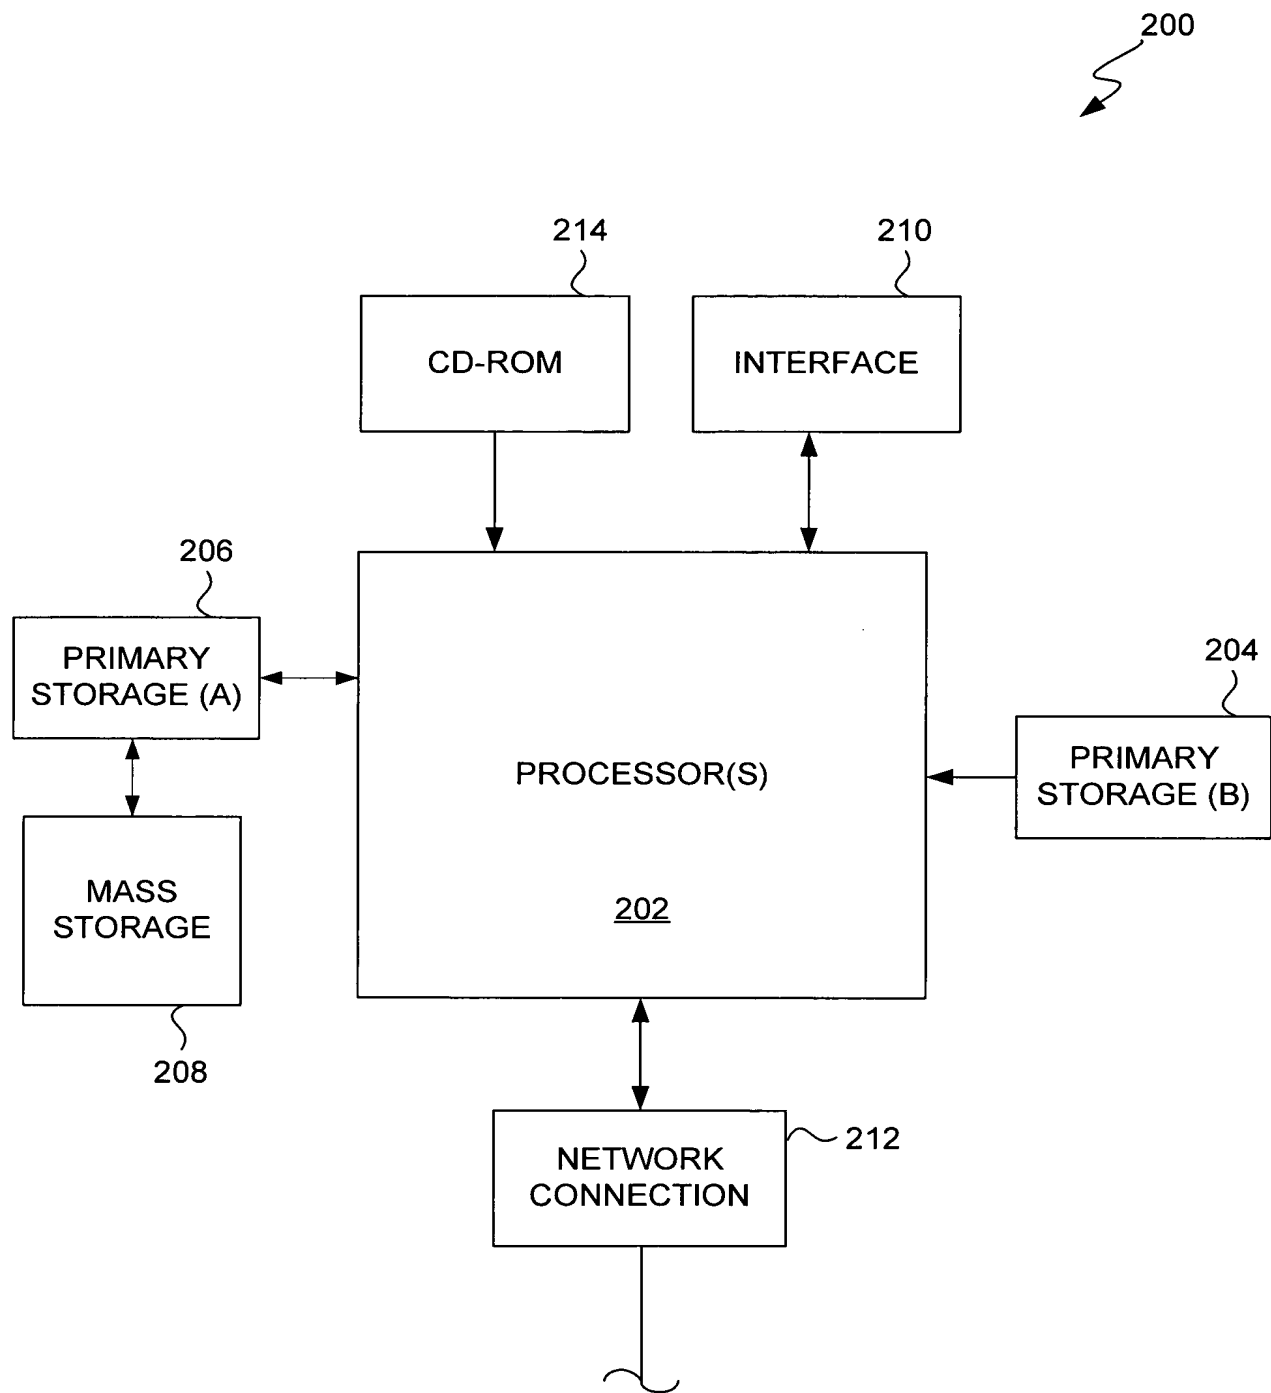 200
214
210
CD-ROM
INTERFACE
206
PRIMARY
STORAGE (A)
204
PRIMARY
STORAGE (B)
PROCESSOR(S)
202
MASS
STORAGE
208
212
NETWORK
CONNECTION